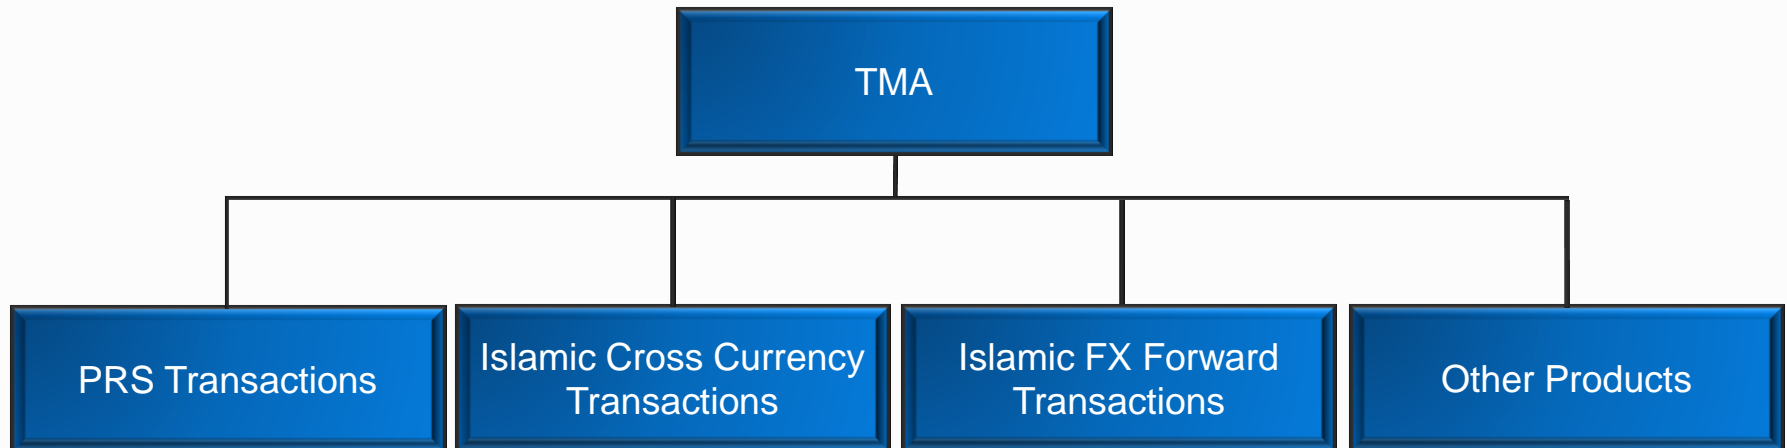 TMA
PRS Transactions
Islamic Cross Currency
Transactions
Islamic FX Forward
Transactions
Other Products